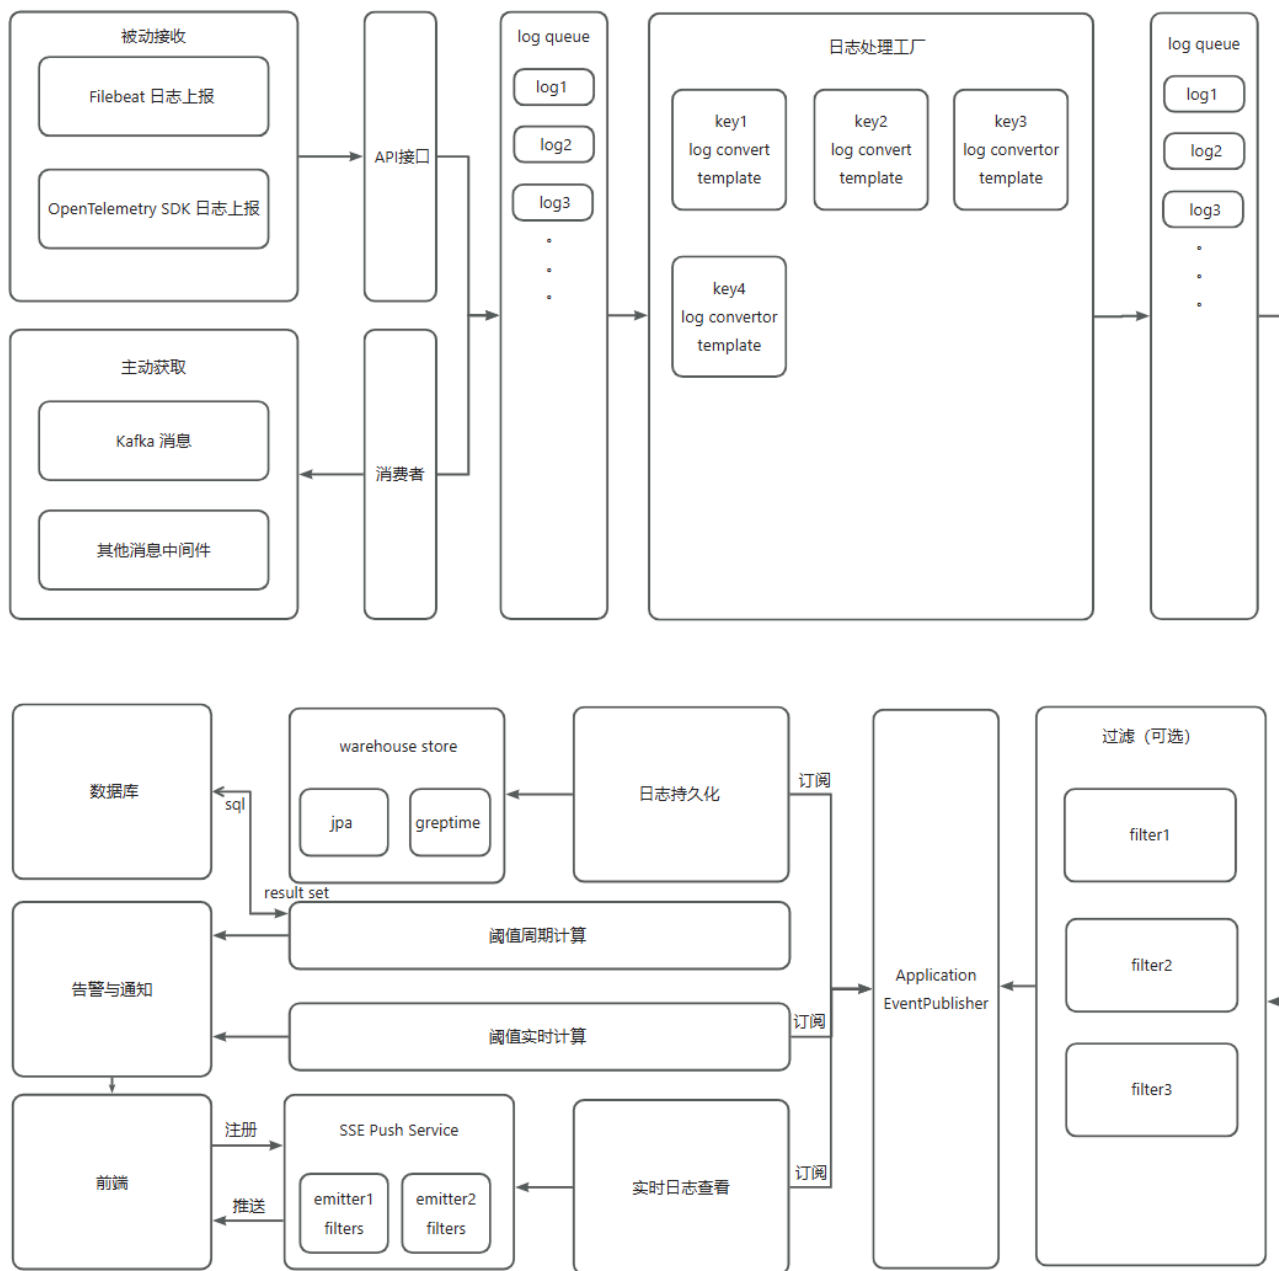 被动接收
Filebeat 日志上报
OpenTelemetry SDK 日志上报
API接口
主动获取
Kafka 消息
其他消息中间件
消费者
log queue
log1
log2
log3
日志处理工厂
key1
log convert
template
key2
log convert
template
key3
log convertor
template
key4
log convertor
template
log queue
log1
log2
log3
过滤（可选）
filter1
filter2
filter3
Application
EventPublisher
订阅
订阅
订阅
日志持久化
warehouse store
jpa
greptime
数据库
sql
result set
阈值周期计算
阈值实时计算
告警与通知
实时日志查看
SSE Push Service
emitter1
filters
emitter2
filters
注册
推送
前端